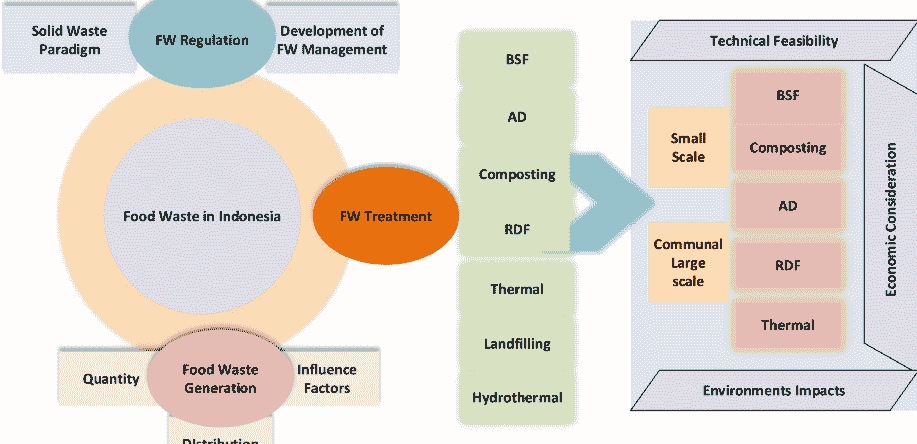 Solid Waste
Paradigm
FW Regulation
Development of
FW Management
Food Waste in Indonesia
FW Treatment
Quantity
Food Waste
Generation
Influence
Factors
Distribution
BSF
AD
Composting
RDF
Thermal
Landfilling
Hydrothermal
Technical Feasibility
Small
Scale
Communal
Large
scale
BSF
Composting
AD
RDF
Thermal
Economic Consideration
Environments Impacts